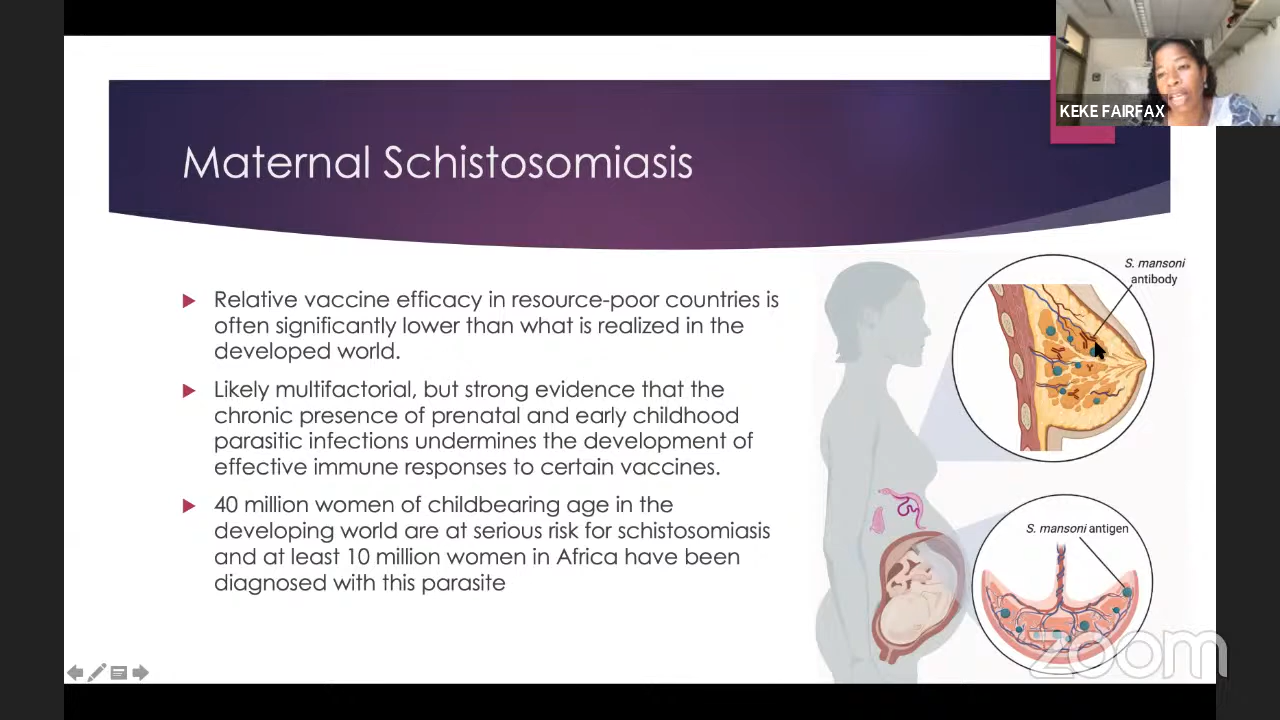 KEKE FAIRFAX
Maternal Schistosomiasis
Relative vaccine efficacy in resource-poor countries is
often significantly lower than what is realized in the
developed world.
Likely multifactorial, but strong evidence that the
chronic presence of prenatal and early childhood
parasitic infections undermines the development of
effective immune responses to certain vaccines.
40 million women of childbearing age in the
developing world are at serious risk for schistosomiasis
and at least 10 million women in Africa have been
diagnosed with this parasite
S. mansoni
antibody
S. mansoni antigen
zoom